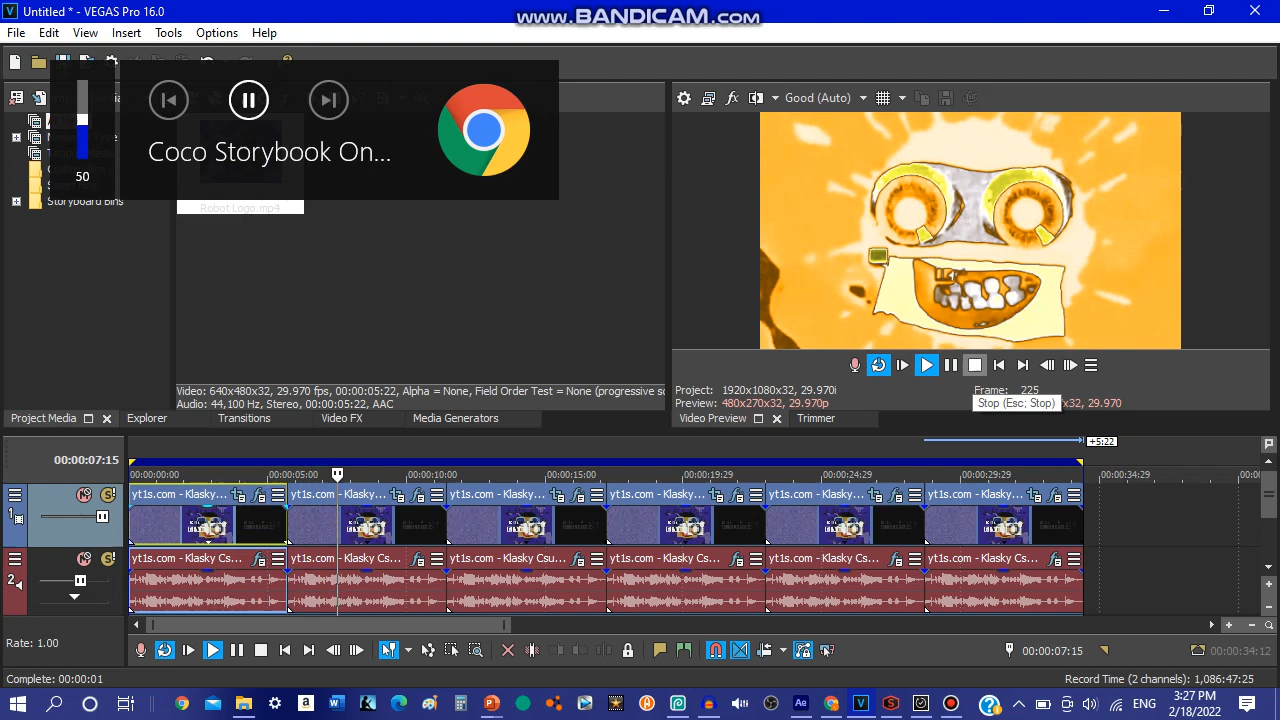 Untitled * - VEGAS Pro 16.0
www.BANDICAM.com
File Edit View Insert Tools Options Help
Good (Auto)
Coco Storybook On...
50
Storyboard Bins
Robot Logo.mp4
Video: 640x480x32, 29.970 fps, 00:00:05:22, Alpha = None, Field Order Test = None (progressive sc
Audio: 44,100 Hz, Stereo, 00:00:05:22, AAC
Project: 1920x1080x32, 29.970i
Frame: 225
Preview: 480x270x32, 29.970p
x32, 29.970
Stop (Esc; Stop)
Project Media Explorer Transitions Video FX Media Generators
Video Preview Trimmer
+5:22
00:00:07:15
00:00:00:00 00:00:05:00 00:00:10:00 00:00:15:00 00:00:19:29 00:00:24:29 00:00:29:29 00:00:34:29 00:00
1
yt1s.com - Klasky... yt1s.com - Klasky... yt1s.com - Klasky... yt1s.com - Klasky... yt1s.com - Klasky... yt1s.com - Klasky...
2
yt1s.com - Klasky Cs... yt1s.com - Klasky Cs... yt1s.com - Klasky Csu... yt1s.com - Klasky Cs... yt1s.com - Klasky Cs... yt1s.com - Klasky Cs...
Rate: 1.00
00:00:07:15
00:00:34:12
Complete: 00:00:01
Record Time (2 channels): 1,086:47:25
ENG
3:27 PM
2/18/2022